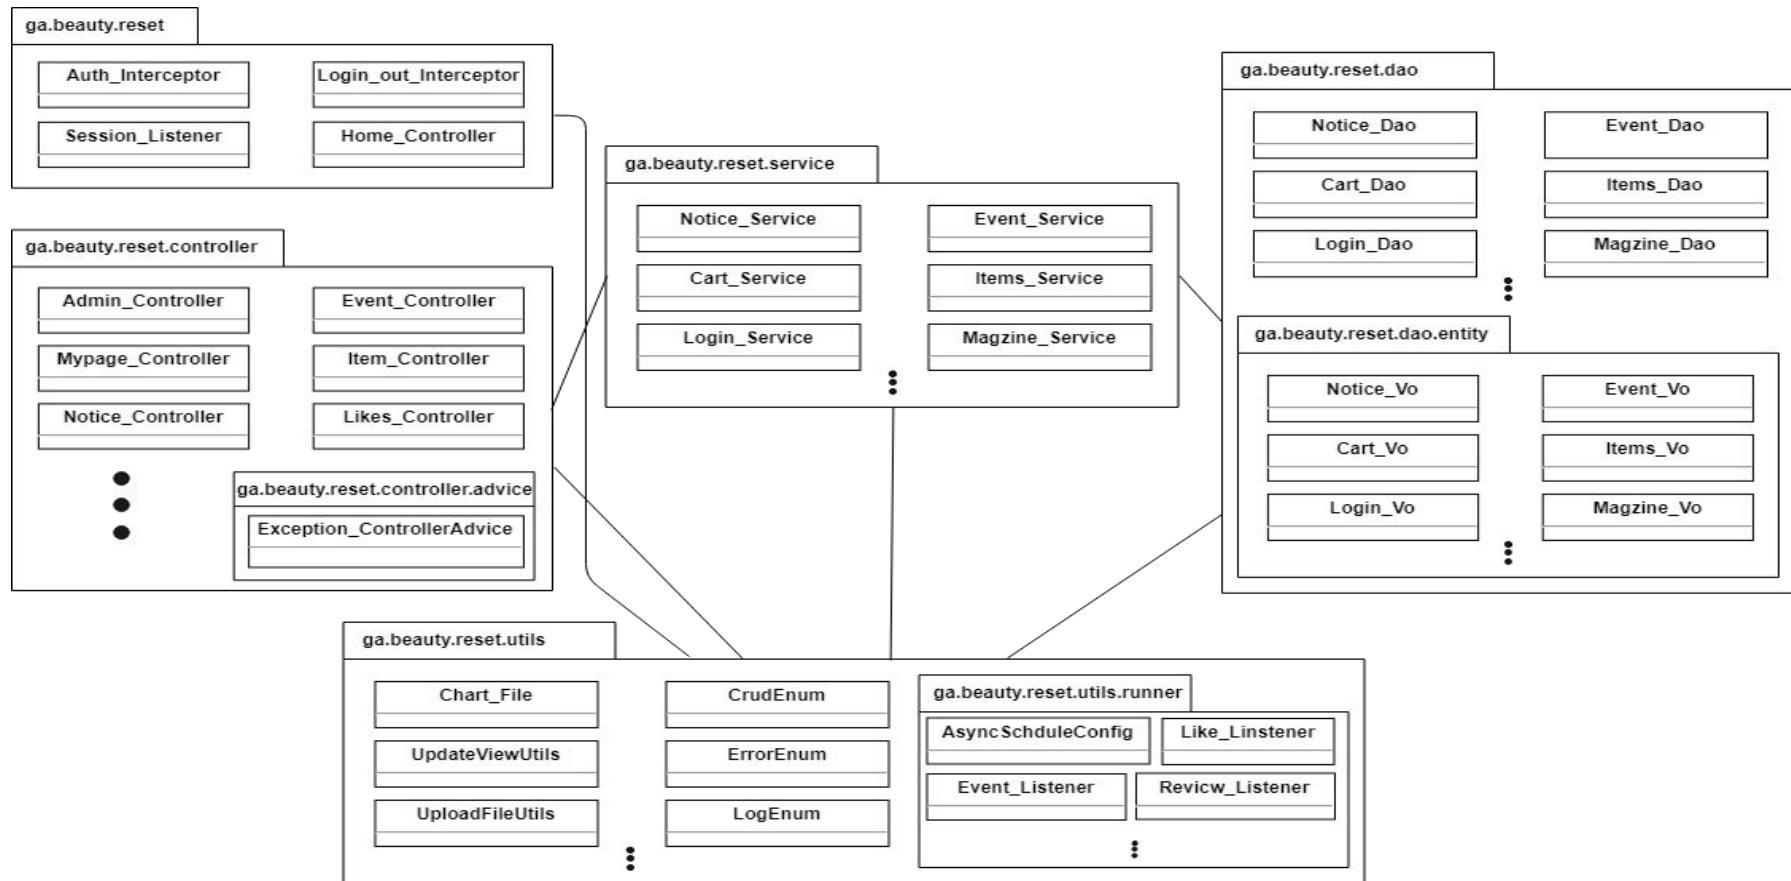 ga.beauty.reset
Auth_Interceptor
Login_out_Interceptor
Session_Listener
Home_Controller
ga.beauty.reset.controller
Admin_Controller
Event_Controller
Mypage_Controller
Item_Controller
Notice_Controller
Likes_Controller
ga.beauty.reset.controller.advice
Exception_ControllerAdvice
ga.beauty.reset.service
Notice_Service
Event_Service
Cart_Service
Items_Service
Login_Service
Magzine_Service
ga.beauty.reset.dao
Notice_Dao
Event_Dao
Cart_Dao
Items_Dao
Login_Dao
Magzine_Dao
ga.beauty.reset.dao.entity
Notice_Vo
Event_Vo
Cart_Vo
Items_Vo
Login_Vo
Magzine_Vo
ga.beauty.reset.utils
Chart_File
CrudEnum
UpdateViewUtils
ErrorEnum
UploadFileUtils
LogEnum
ga.beauty.reset.utils.runner
AsyncSchduleConfig
Like_Linstener
Event_Listener
Revicw_Listener